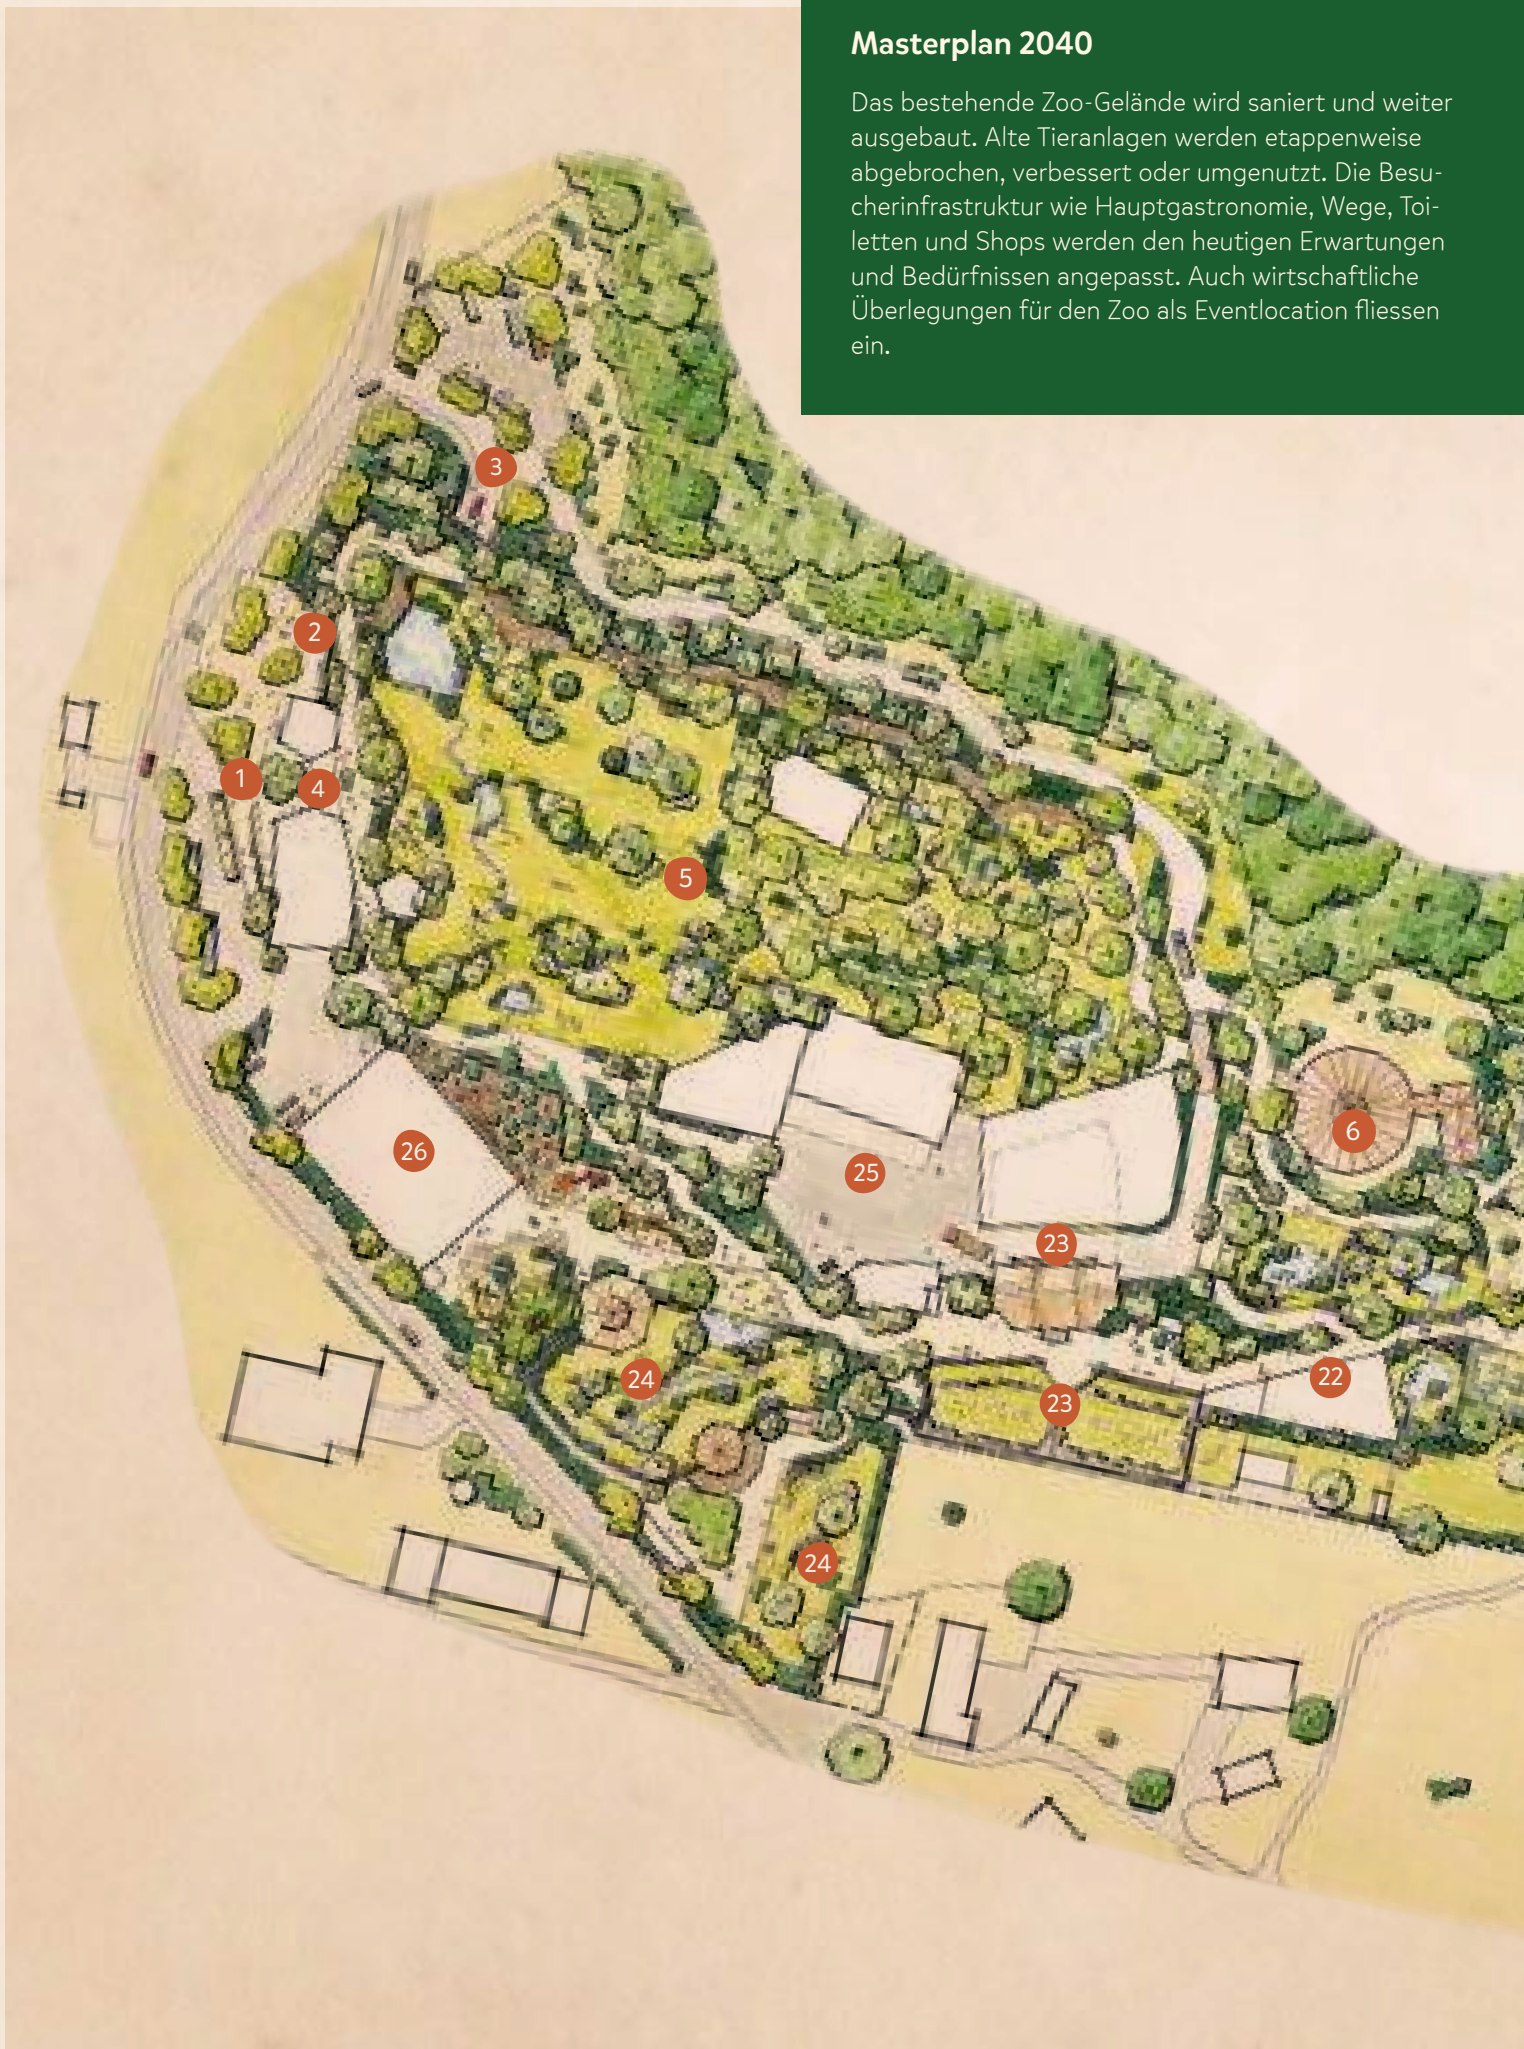 Masterplan 2040
Das bestehende Zoo-Gelände wird saniert und weiter
ausgebaut. Alte Tieranlagen werden etappenweise
abgebrochen, verbessert oder umgenutzt. Die Besu-
cherinfrastruktur wie Hauptgastronomie, Wege, Toi-
letten und Shops werden den heutigen Erwartungen
und Bedürfnissen angepasst. Auch wirtschaftliche
Überlegungen für den Zoo als Eventlocation fliessen
ein.
3
2
1
4
5
6
26
25
23
22
24
23
24